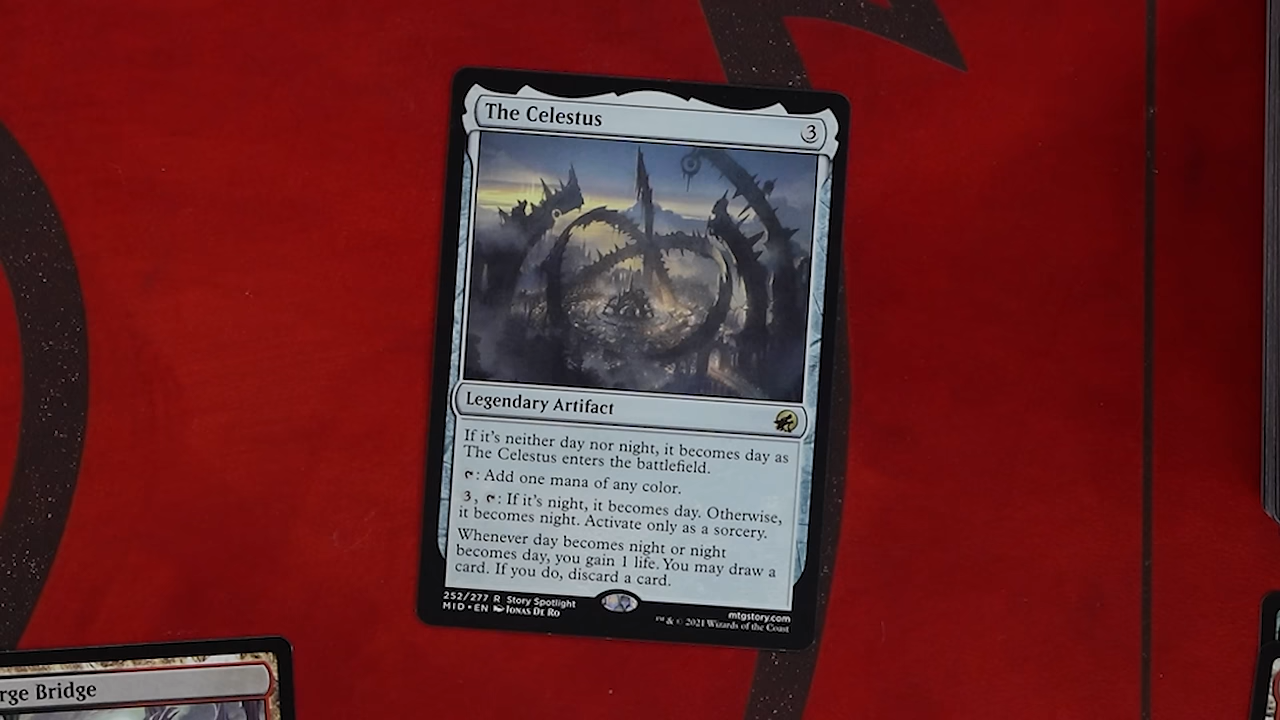 The Celestus 3
Legendary Artifact
If it's neither day nor night, it becomes day as
The Celestus enters the battlefield.
: Add one mana of any color.
3, : If it's night, it becomes day. Otherwise,
it becomes night. Activate only as a sorcery.
Whenever day becomes night or night
becomes day, you gain 1 life. You may draw a
card. If you do, discard a card.
252/277 R Story Spotlight
MID • EN Jonas De Ro
mtgstory.com
™ & © 2021 Wizards of the Coast
rge Bridge